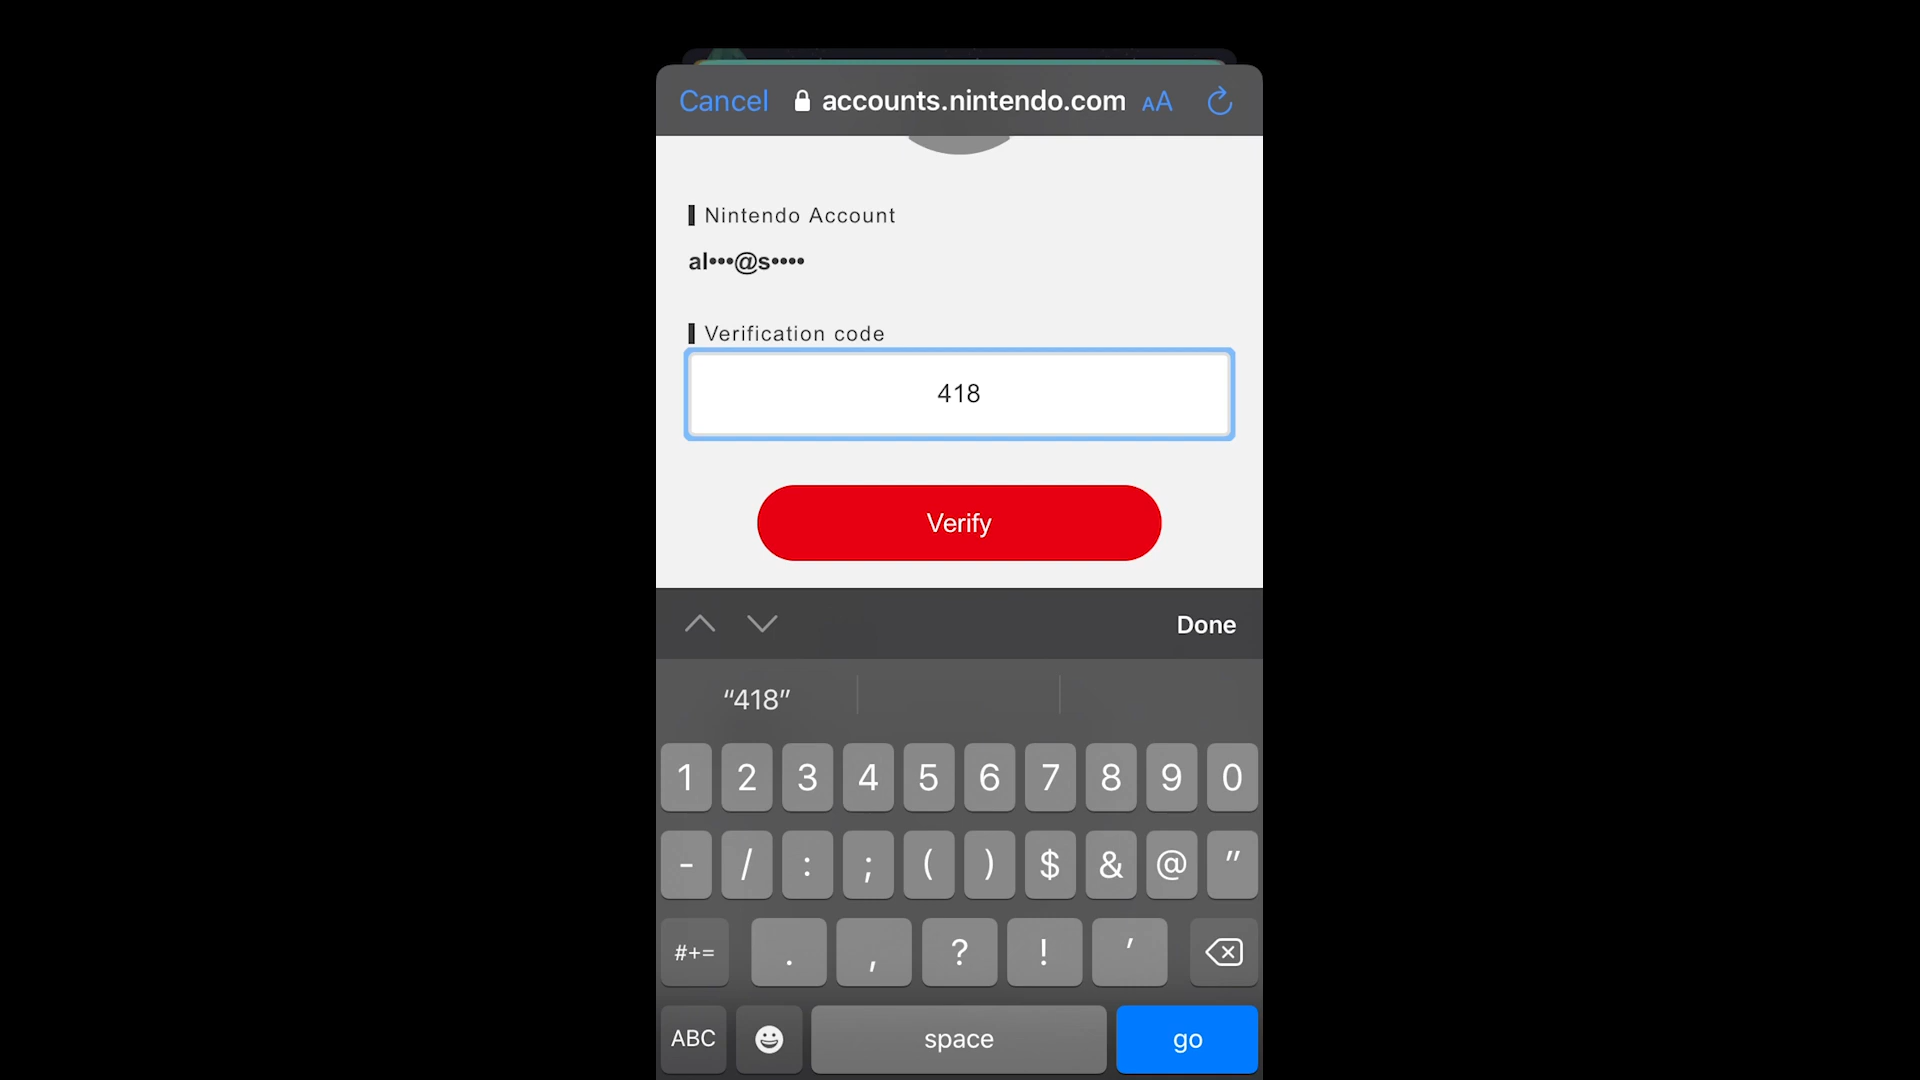 Cancel accounts.nintendo.com AA
Nintendo Account
al•••@s••••
Verification code
418
Verify
Done
“418”
1 2 3 4 5 6 7 8 9 0
- / : ; ( ) $ & @ "
#+= . , ? ! '
ABC space go